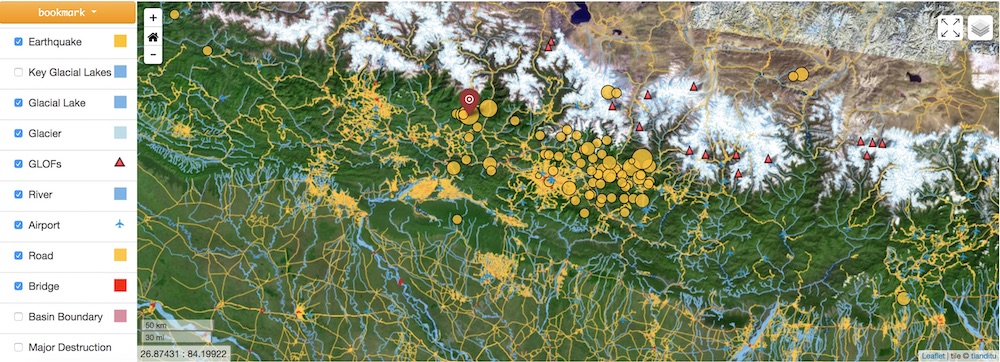 bookmark
Earthquake
Key Glacial Lakes
Glacial Lake
Glacier
GLOFs
River
Airport
Road
Bridge
Basin Boundary
Major Destruction
+
-
50 km
30 mi
26.87431 : 84.19922
Leaflet | tile © tianditu